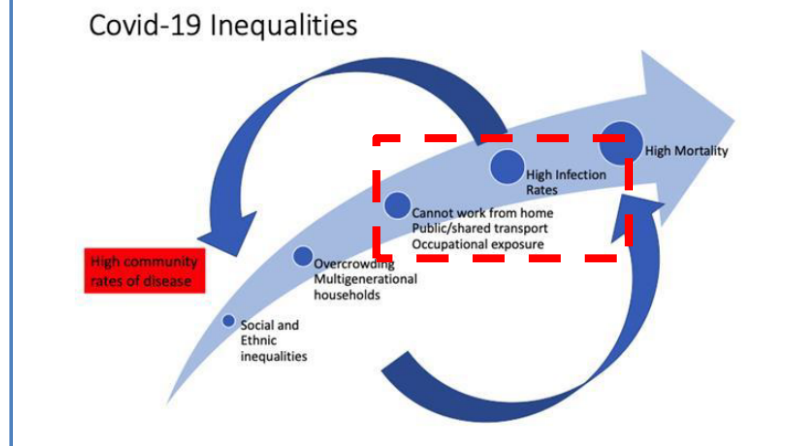 Covid-19 Inequalities
High Mortality
High Infection
Rates
Cannot work from home
Public/shared transport
Occupational exposure
High community
rates of disease
Overcrowding
Multigenerational
households
Social and
Ethnic
inequalities